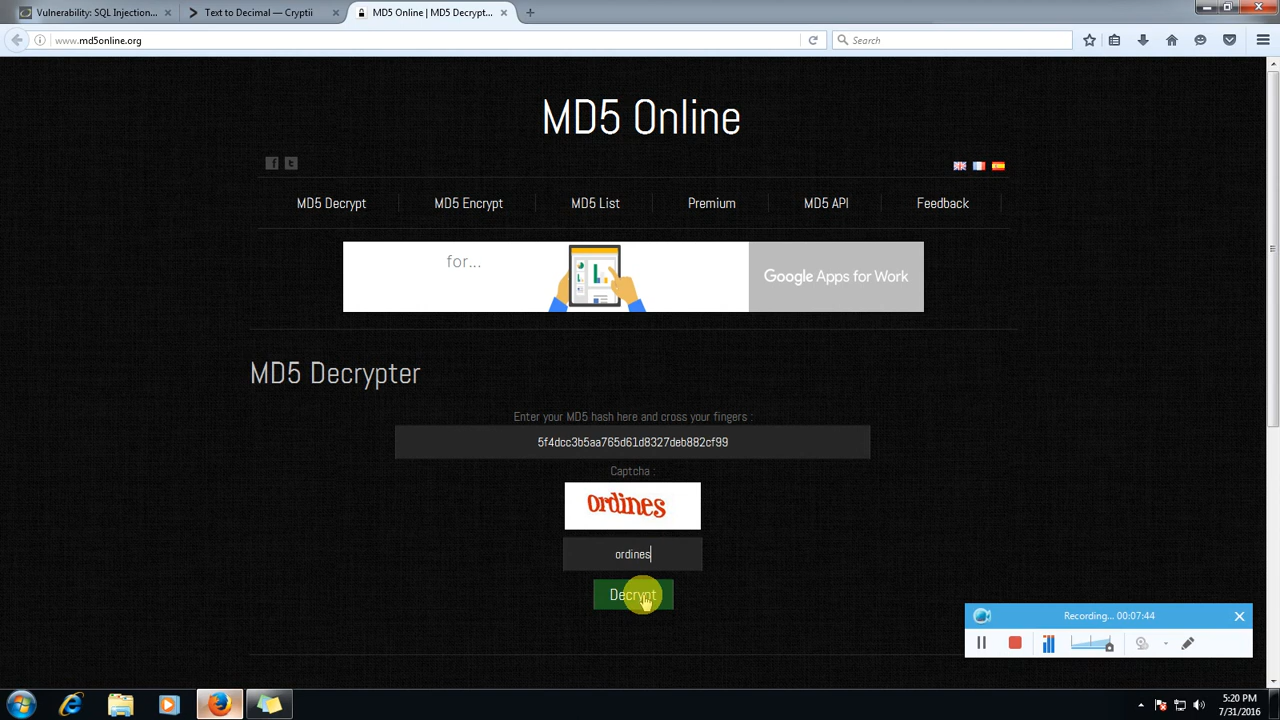 Vulnerability: SQL Injection... × Text to Decimal — Cryptii × MD5 Online | MD5 Decrypt... × +
www.md5online.org Search
MD5 Online
MD5 Decrypt MD5 Encrypt MD5 List Premium MD5 API Feedback
for...
Google Apps for Work
MD5 Decrypter
Enter your MD5 hash here and cross your fingers :
5f4dcc3b5aa765d61d8327deb882cf99
Captcha :
ordines
ordines
Decrypt
Recording... 00:07:44
5:20 PM
7/31/2016